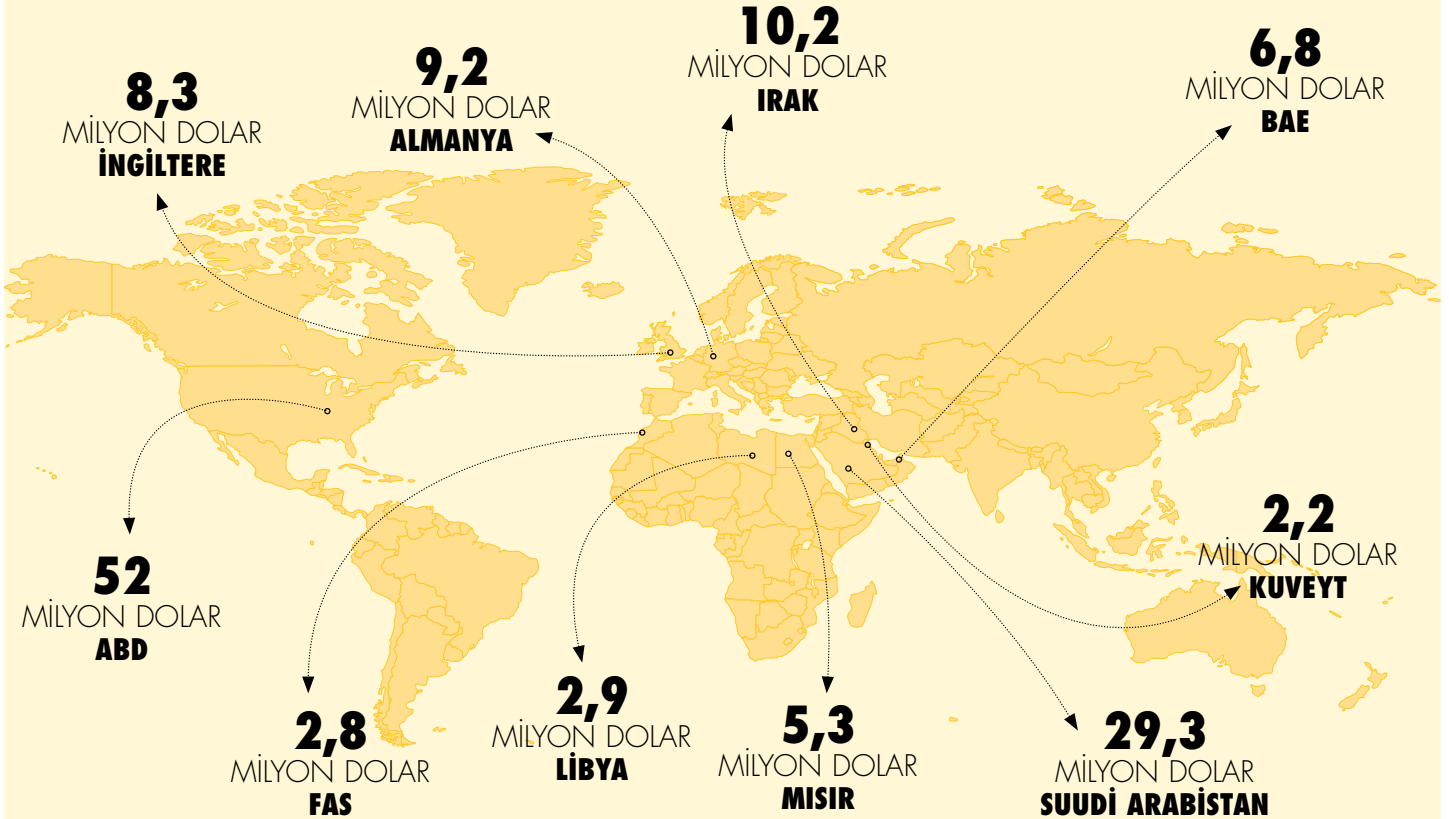 10,2
MİLYON DOLAR
IRAK
6,8
MİLYON DOLAR
BAE
9,2
MİLYON DOLAR
ALMANYA
8,3
MİLYON DOLAR
İNGİLTERE
2,2
MİLYON DOLAR
KUVEYT
52
MİLYON DOLAR
ABD
2,8
MİLYON DOLAR
FAS
2,9
MİLYON DOLAR
LİBYA
5,3
MİLYON DOLAR
MISIR
29,3
MİLYON DOLAR
SUUDİ ARABİSTAN